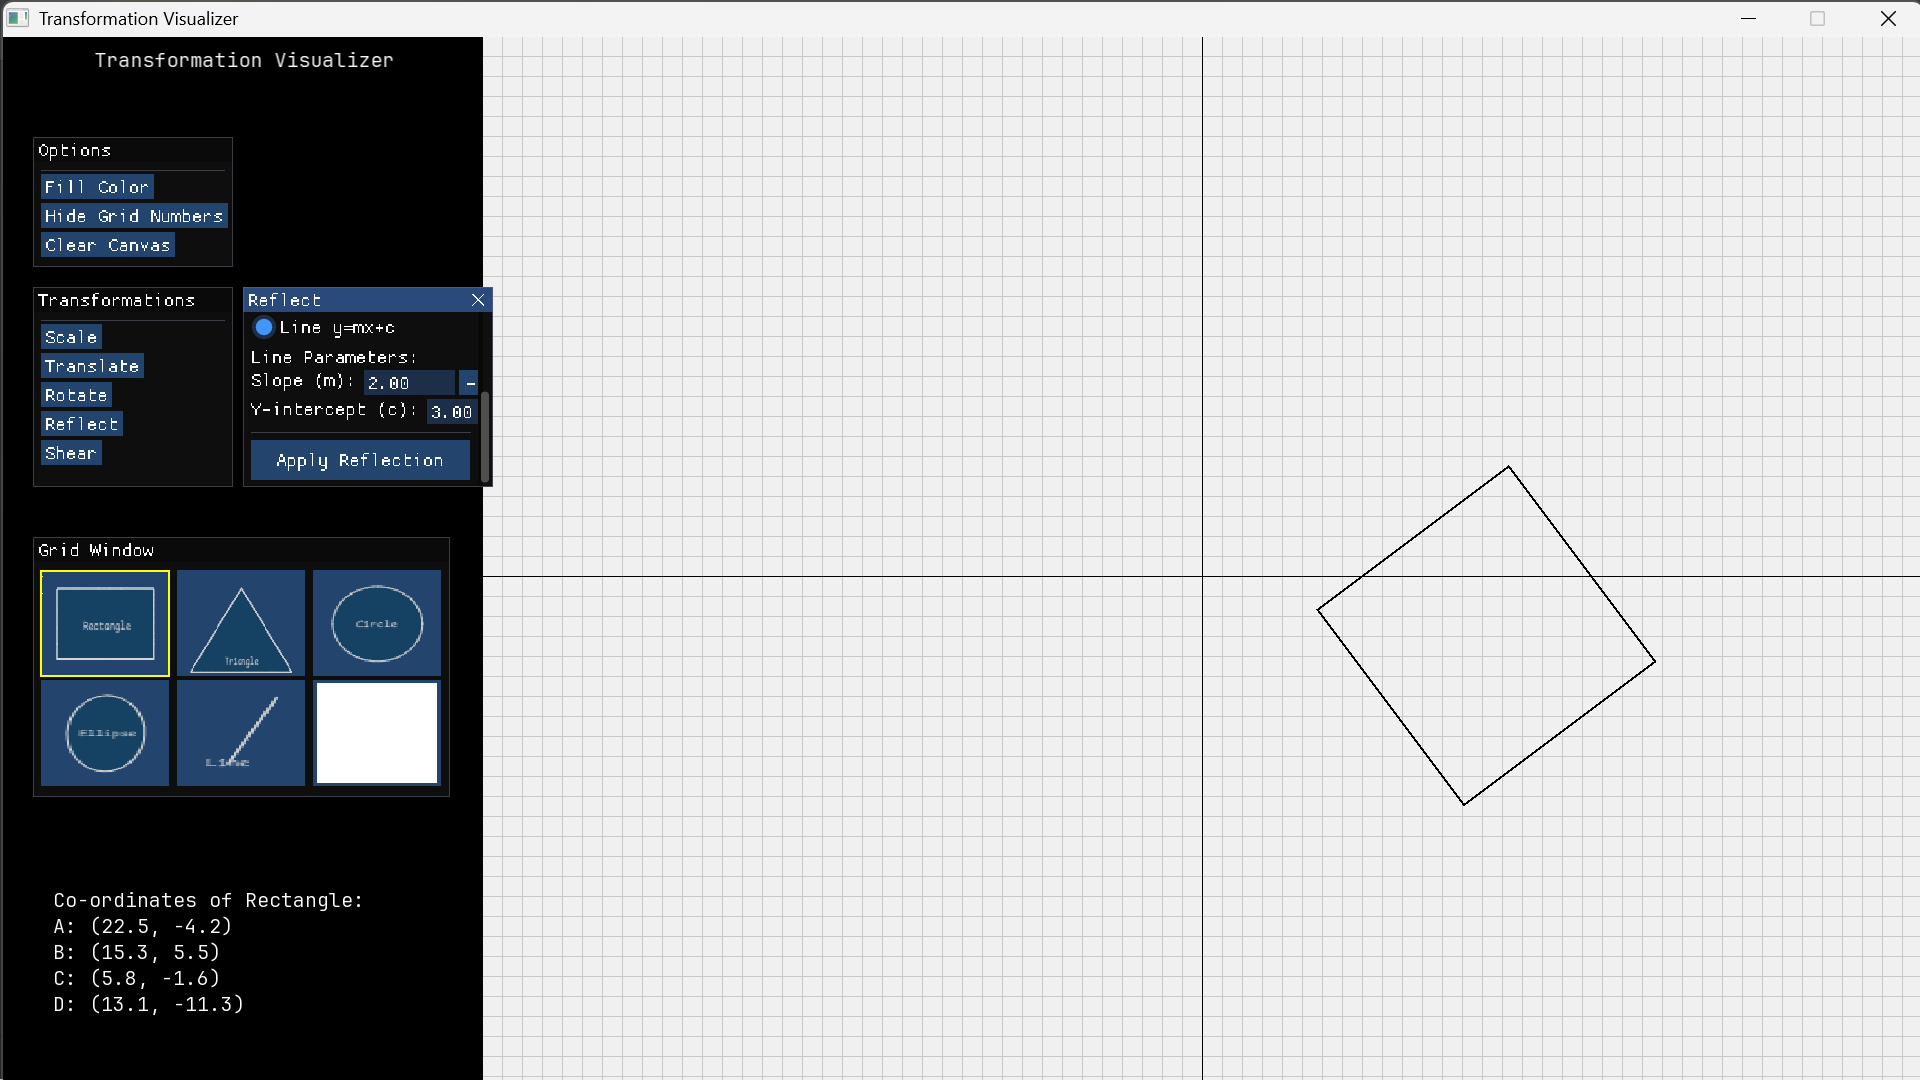 Transformation Visualizer
Transformation Visualizer
Options
Fill Color
Hide Grid Numbers
Clear Canvas
Transformations
Scale
Translate
Rotate
Reflect
Shear
Reflect
Line y=mx+c
Line Parameters:
Slope (m): 2.00 -
Y-intercept (c): 3.00
Apply Reflection
Grid Window
Rectangle
Triangle
Circle
Ellipse
Line
Co-ordinates of Rectangle:
A: (22.5, -4.2)
B: (15.3, 5.5)
C: (5.8, -1.6)
D: (13.1, -11.3)